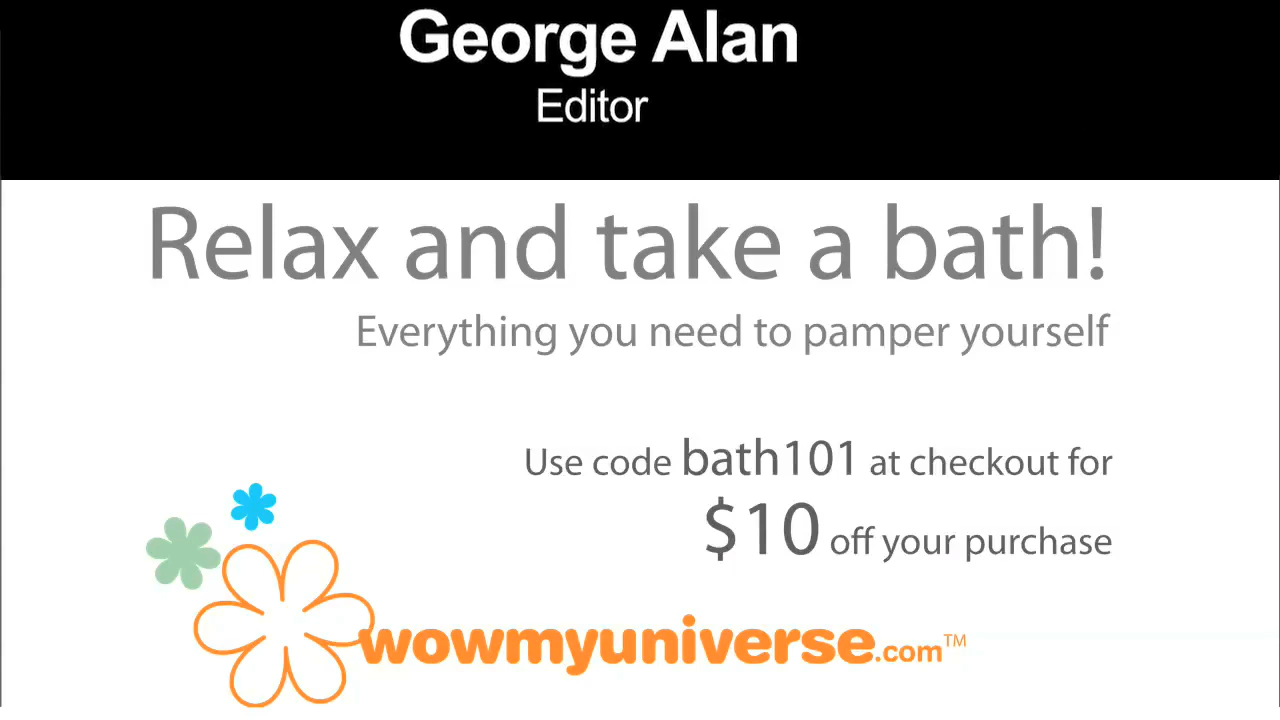 George Alan
Editor
Relax and take a bath!
Everything you need to pamper yourself
Use code bath101 at checkout for
$10 off your purchase
wowmyuniverse.com™